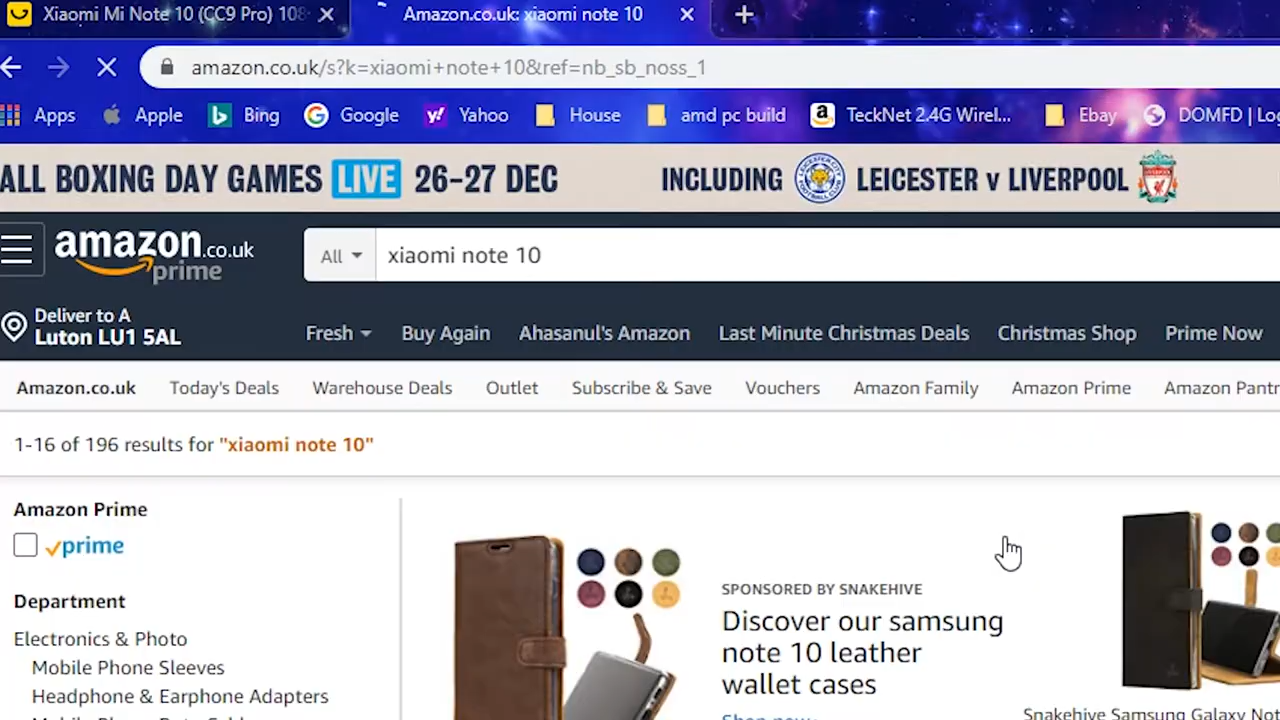 Xiaomi Mi Note 10 (CC9 Pro) 108
Amazon.co.uk: xiaomi note 10
amazon.co.uk/s?k=xiaomi+note+10&ref=nb_sb_noss_1
Apps Apple Bing Google Yahoo House amd pc build TeckNet 2.4G Wirel... Ebay DOMFD | Log
ALL BOXING DAY GAMES LIVE 26–27 DEC INCLUDING LEICESTER v LIVERPOOL
amazon.co.uk
prime
All xiaomi note 10
Deliver to A
Luton LU1 5AL
Fresh Buy Again Ahasanul's Amazon Last Minute Christmas Deals Christmas Shop Prime Now
Amazon.co.uk Today's Deals Warehouse Deals Outlet Subscribe & Save Vouchers Amazon Family Amazon Prime Amazon Pantr
1-16 of 196 results for "xiaomi note 10"
Amazon Prime
prime
Department
Electronics & Photo
Mobile Phone Sleeves
Headphone & Earphone Adapters
SPONSORED BY SNAKEHIVE
Discover our samsung
note 10 leather
wallet cases
Shop now
Snakehive Samsung Galaxy Not